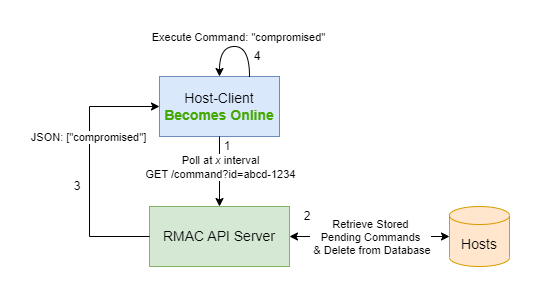 Execute Command: "compromised"
4
Host-Client
Becomes Online
JSON: ["compromised"]
1
Poll at x interval
GET /command?id=abcd-1234
3
2
RMAC API Server
Retrieve Stored
Pending Commands
& Delete from Database
Hosts